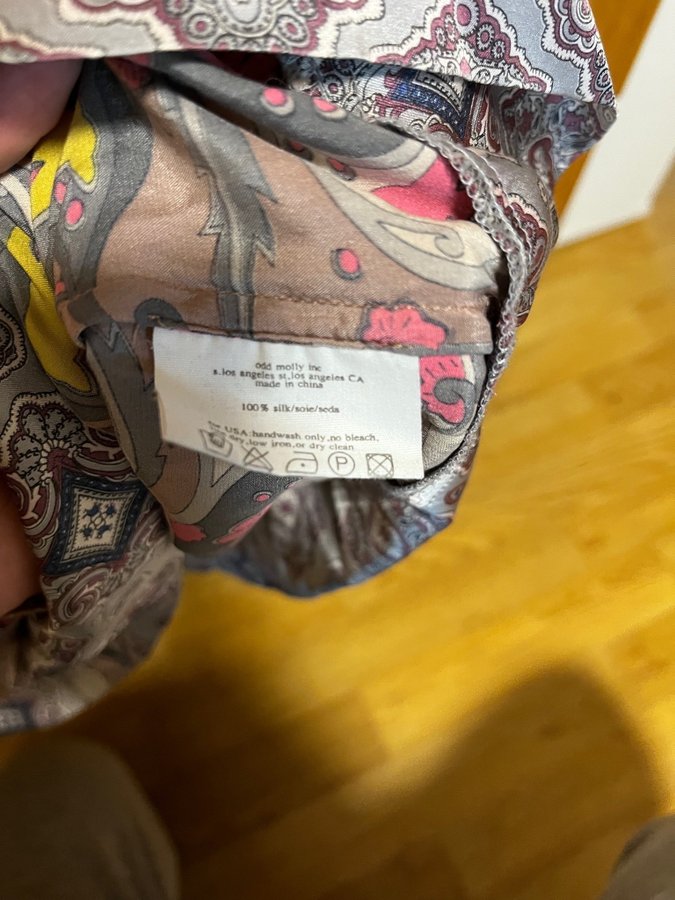 odd molly inc
s.los angeles st.los angeles CA
made in china
100% silk/soie/seda
For USA:handwash only,no bleach,
dry,low iron,or dry clean
P